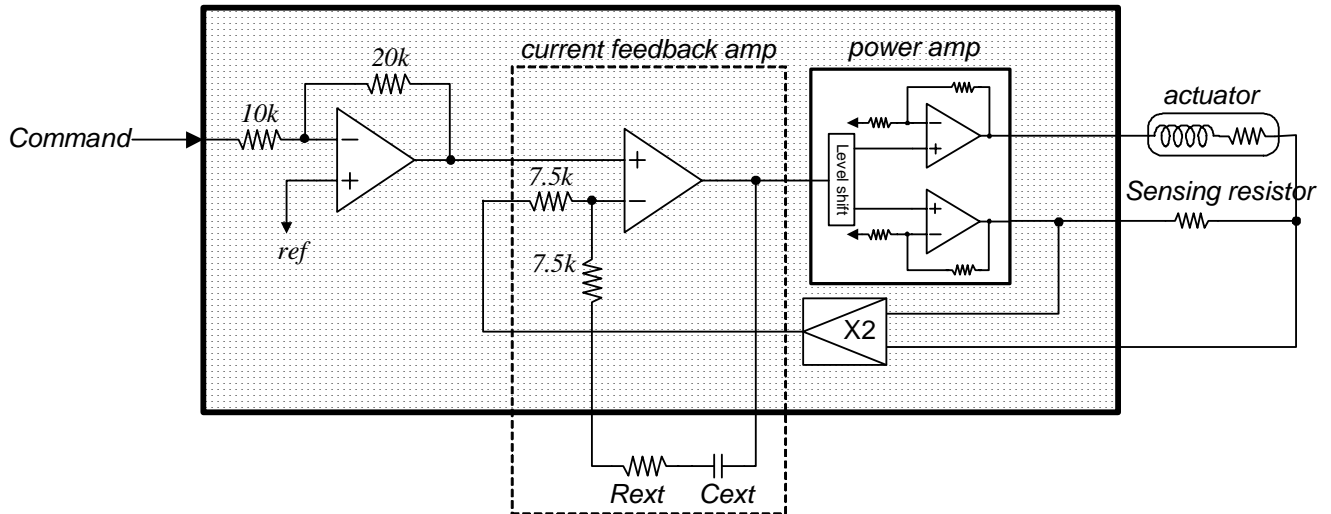 current feedback amp
power amp
20k
10k
actuator
Command
−
+
ref
7.5k
+
−
7.5k
Level shift
−
+
+
−
Sensing resistor
X2
Rext
Cext